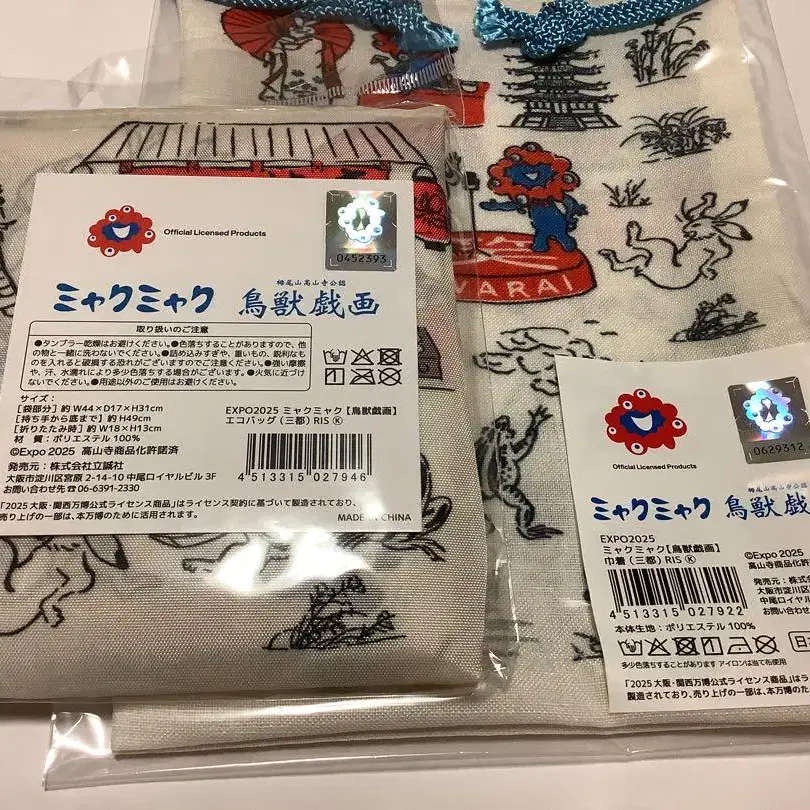 WARAI
Official Licensed Products
0452393
ミャクミャク
栂尾山高山寺公認
鳥獣戯画
取り扱いのご注意
●タンブラー乾燥はお避けください。●色落ちすることがありますので、他
の物と一緒に洗わないでください。●詰め込みすぎや、重いもの、鋭利なも
のを入れると破損する恐れがございますのでご注意ください。●強い摩擦
や、汗、水濡れにより多少色落ちする場合がございます。●火気に近づけ
ないでください。●用途以外のご使用はお避けください。
サイズ：
[袋部分] 約 W44×D17×H31cm
[持ち手から底まで] 約 H49cm
[折りたたみ時] 約 W18×H13cm
材 質：ポリエステル 100%
©Expo 2025 高山寺商品化許諾済
発売元：株式会社立誠社
大阪市淀川区宮原 2-14-10 中尾ロイヤルビル 3F
お問い合わせ先 ☎ 06-6391-2330
EXPO2025 ミャクミャク【鳥獣戯画】
エコバッグ（三都）RIS Ⓚ
4 513315 027946
「2025 大阪・関西万博公式ライセンス商品」はライセンス契約に基づいて製造されており、
売り上げの一部は、本万博のために活用されます。
MADE IN CHINA
Official Licensed Products
0629312
ミャクミャク
栂尾山高山寺公認
鳥獣戯
EXPO2025
ミャクミャク【鳥獣戯画】
巾着（三都）RIS Ⓚ
4 513315 027922
©Expo 2025
高山寺商品化許
発売元：株式会
大阪市淀川区
中尾ロイヤル
お問い合わせ
本体生地：ポリエステル 100%
多少色落ちすることがあります アイロンは当て布使用
「2025 大阪・関西万博公式ライセンス商品」はラ
製造されており、売り上げの一部は、本万博のため